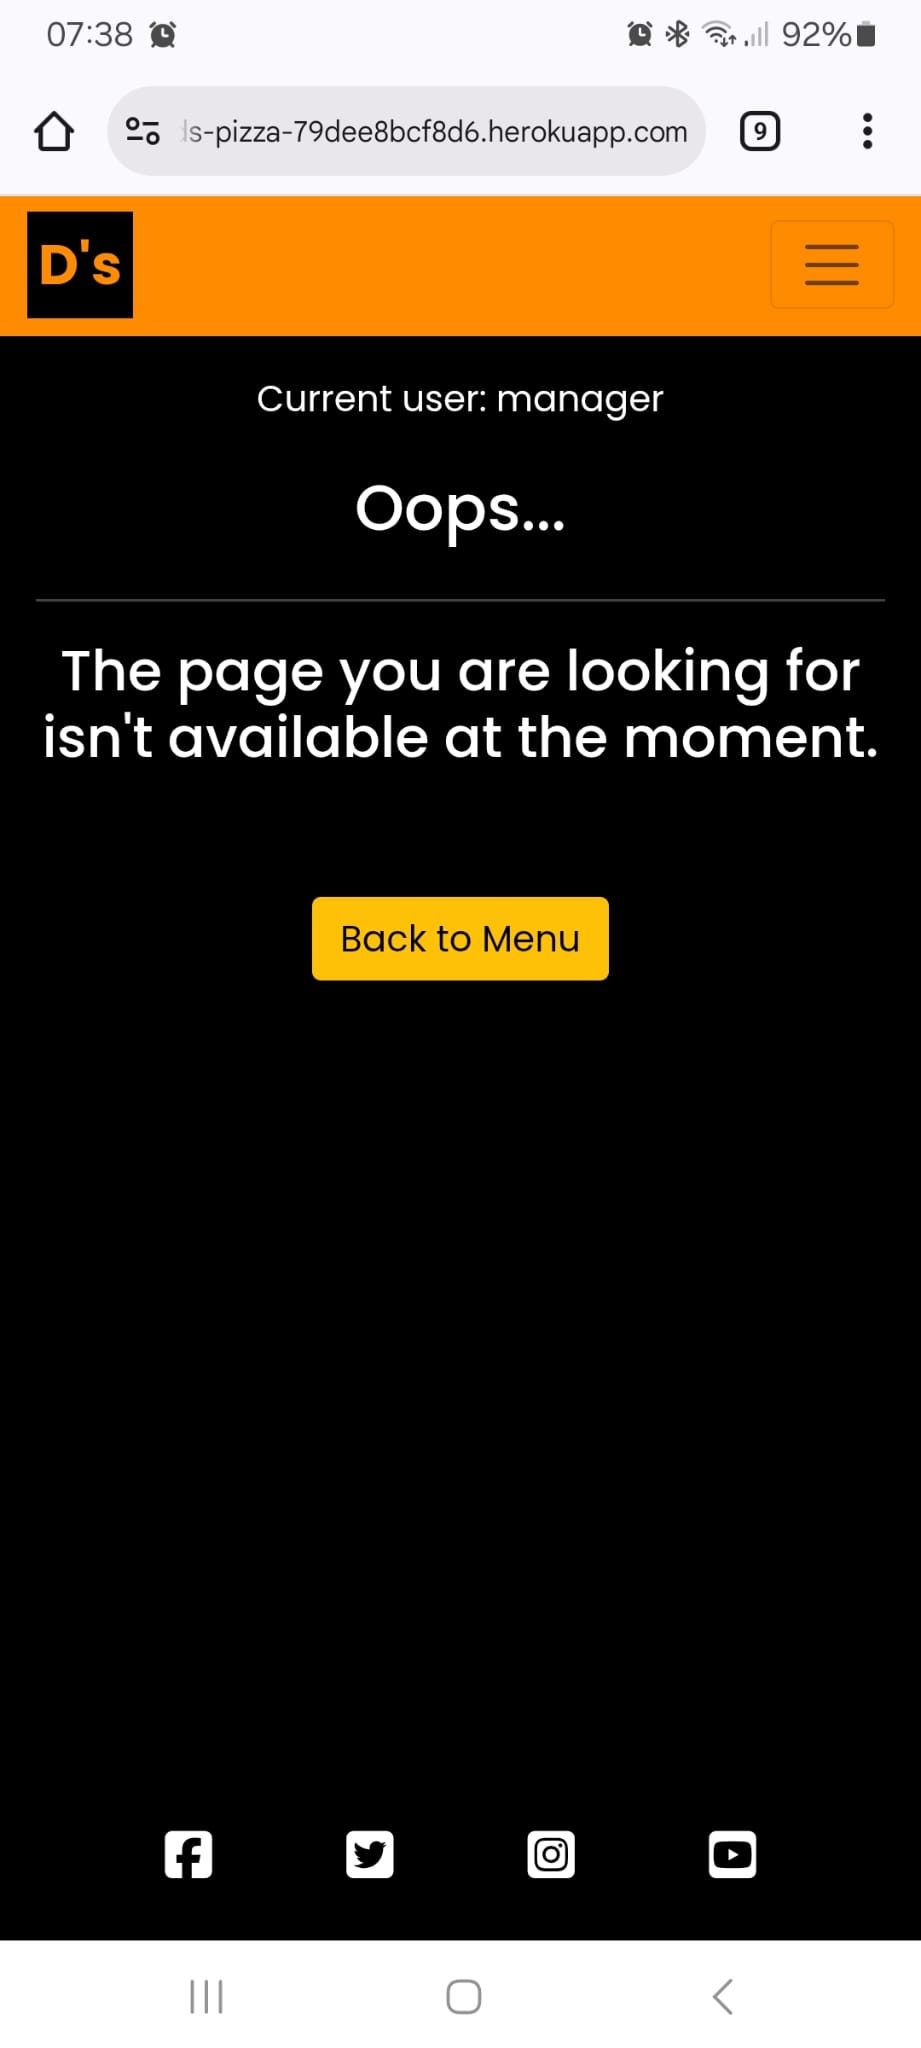 07:38
92%
ds-pizza-79dee8bcf8d6.herokuapp.com
9
D's
Current user: manager
Oops...
The page you are looking for
isn't available at the moment.
Back to Menu